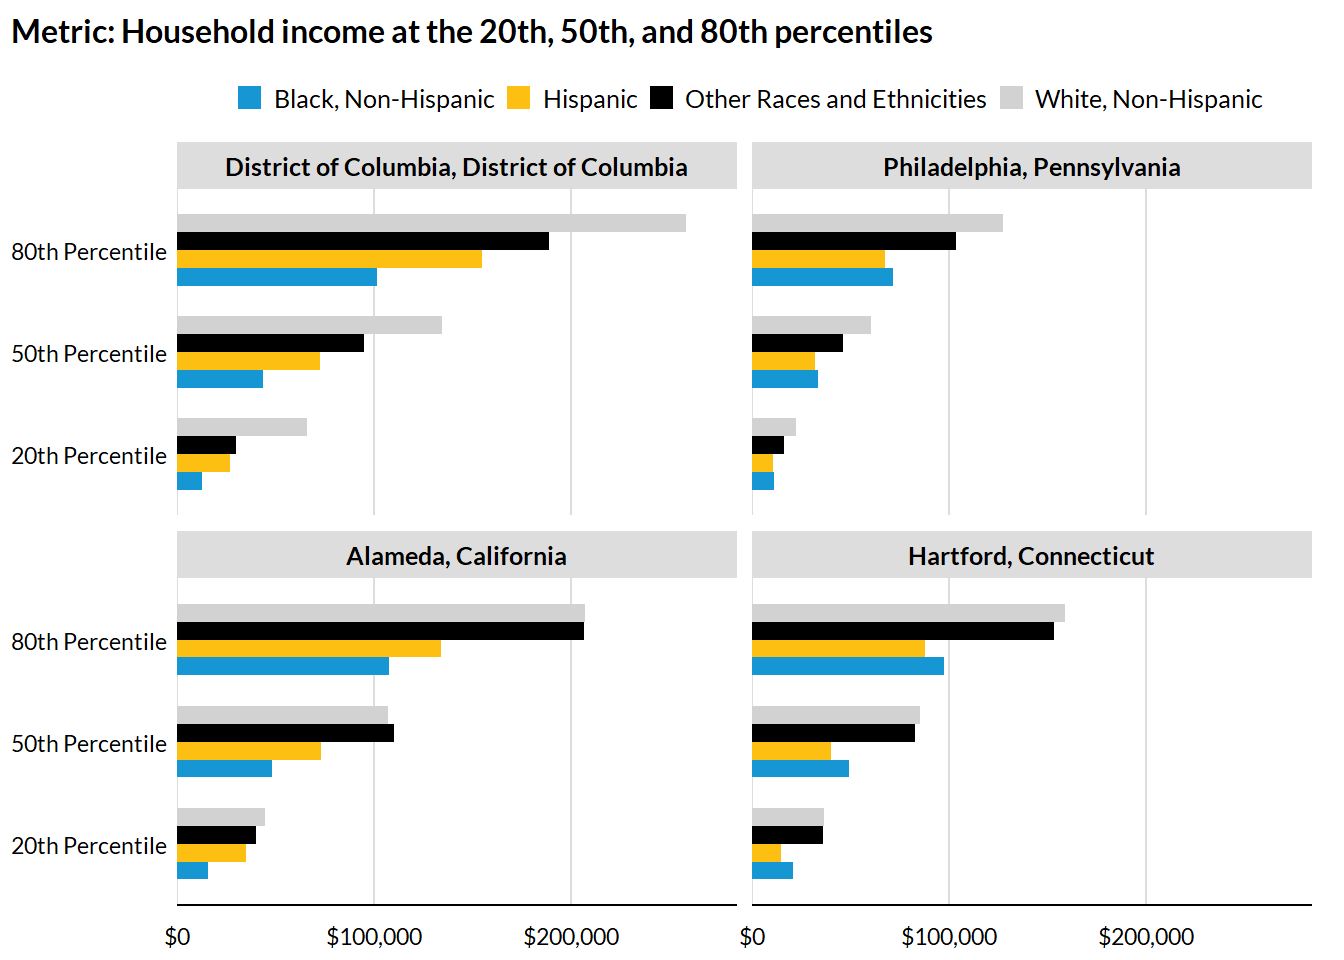 Metric: Household income at the 20th, 50th, and 80th percentiles
Black, Non-Hispanic Hispanic Other Races and Ethnicities White, Non-Hispanic
District of Columbia, District of Columbia
Philadelphia, Pennsylvania
80th Percentile
50th Percentile
20th Percentile
Alameda, California
Hartford, Connecticut
80th Percentile
50th Percentile
20th Percentile
$0 $100,000 $200,000
$0 $100,000 $200,000